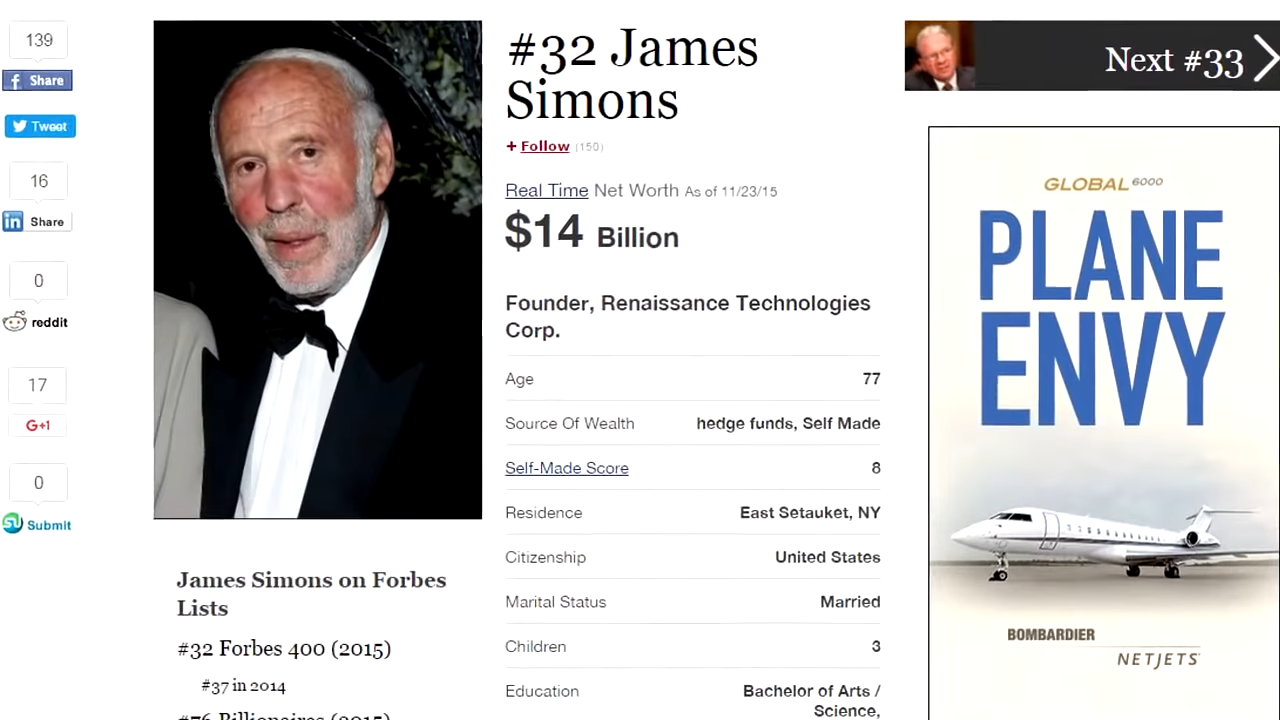 139
Share
Tweet
16
in Share
0
reddit
17
G+1
0
Submit
James Simons on Forbes
Lists
#32 Forbes 400 (2015)
#37 in 2014
#76 Billionaires (2015)
#32 James
Simons
+ Follow (150)
Real Time Net Worth As of 11/23/15
$14 Billion
Founder, Renaissance Technologies
Corp.
Age 77
Source Of Wealth hedge funds, Self Made
Self-Made Score 8
Residence East Setauket, NY
Citizenship United States
Marital Status Married
Children 3
Education Bachelor of Arts /
Science,
Next #33
GLOBAL 6000
PLANE
ENVY
BOMBARDIER
NETJETS